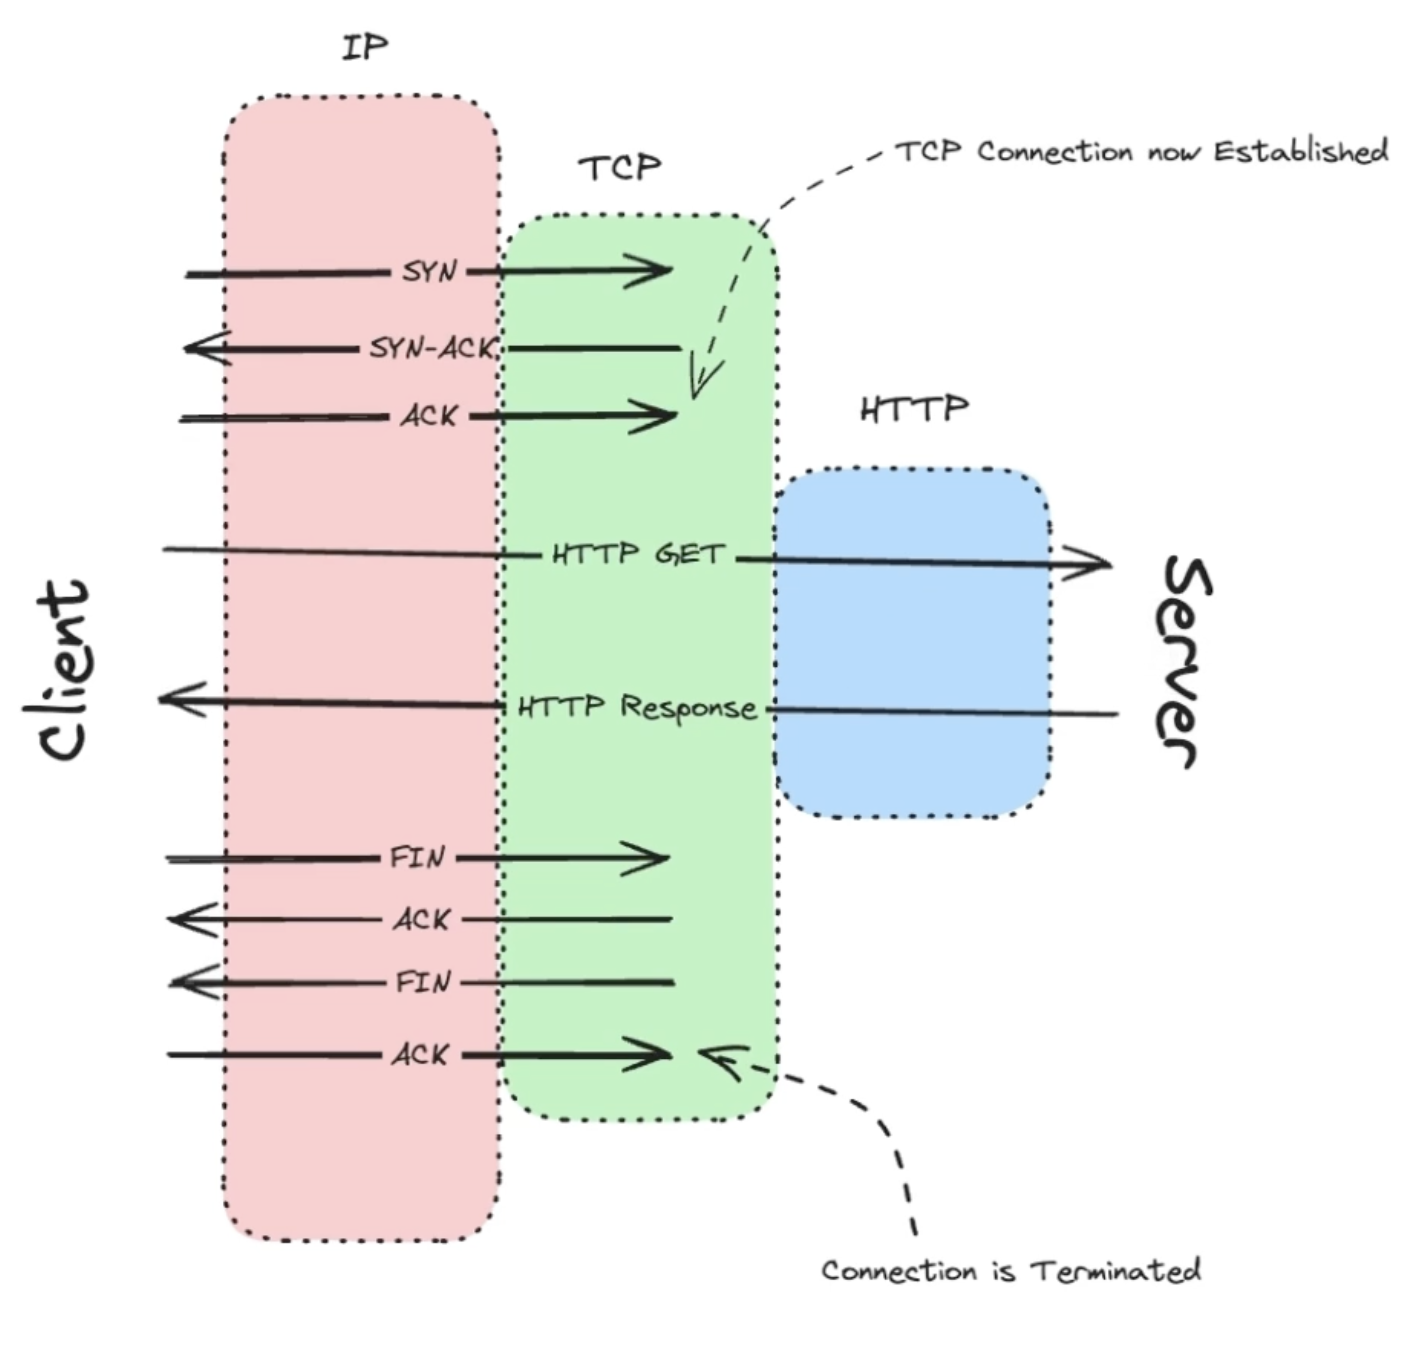 IP
TCP
TCP Connection now Established
SYN
SYN-ACK
ACK
HTTP
HTTP GET
Client
Server
HTTP Response
FIN
ACK
FIN
ACK
Connection is Terminated